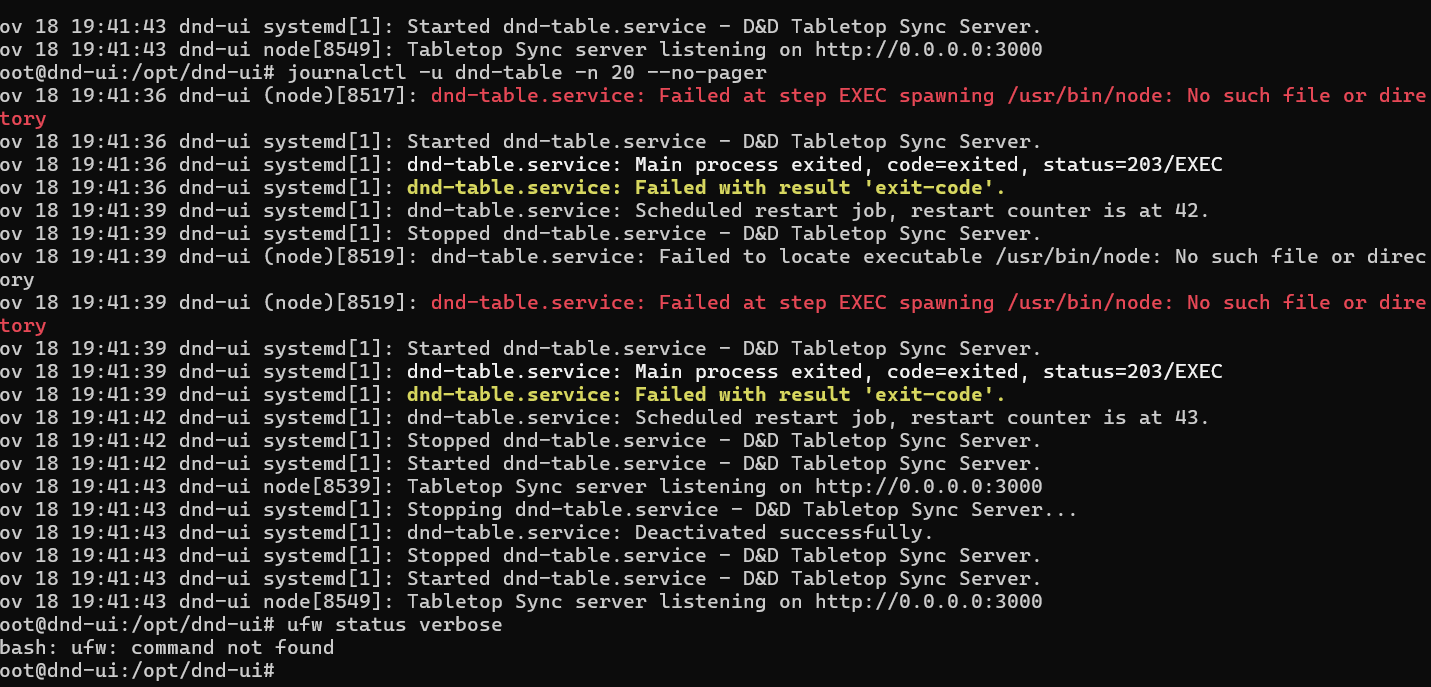 ov 18 19:41:43 dnd-ui systemd[1]: Started dnd-table.service - D&D Tabletop Sync Server.
ov 18 19:41:43 dnd-ui node[8549]: Tabletop Sync server listening on http://0.0.0.0:3000
oot@dnd-ui:/opt/dnd-ui# journalctl -u dnd-table -n 20 --no-pager
ov 18 19:41:36 dnd-ui (node)[8517]: dnd-table.service: Failed at step EXEC spawning /usr/bin/node: No such file or dire
tory
ov 18 19:41:36 dnd-ui systemd[1]: Started dnd-table.service - D&D Tabletop Sync Server.
ov 18 19:41:36 dnd-ui systemd[1]: dnd-table.service: Main process exited, code=exited, status=203/EXEC
ov 18 19:41:36 dnd-ui systemd[1]: dnd-table.service: Failed with result 'exit-code'.
ov 18 19:41:39 dnd-ui systemd[1]: dnd-table.service: Scheduled restart job, restart counter is at 42.
ov 18 19:41:39 dnd-ui systemd[1]: Stopped dnd-table.service - D&D Tabletop Sync Server.
ov 18 19:41:39 dnd-ui (node)[8519]: dnd-table.service: Failed to locate executable /usr/bin/node: No such file or direc
ory
ov 18 19:41:39 dnd-ui (node)[8519]: dnd-table.service: Failed at step EXEC spawning /usr/bin/node: No such file or dire
tory
ov 18 19:41:39 dnd-ui systemd[1]: Started dnd-table.service - D&D Tabletop Sync Server.
ov 18 19:41:39 dnd-ui systemd[1]: dnd-table.service: Main process exited, code=exited, status=203/EXEC
ov 18 19:41:39 dnd-ui systemd[1]: dnd-table.service: Failed with result 'exit-code'.
ov 18 19:41:42 dnd-ui systemd[1]: dnd-table.service: Scheduled restart job, restart counter is at 43.
ov 18 19:41:42 dnd-ui systemd[1]: Stopped dnd-table.service - D&D Tabletop Sync Server.
ov 18 19:41:42 dnd-ui systemd[1]: Started dnd-table.service - D&D Tabletop Sync Server.
ov 18 19:41:43 dnd-ui node[8539]: Tabletop Sync server listening on http://0.0.0.0:3000
ov 18 19:41:43 dnd-ui systemd[1]: Stopping dnd-table.service - D&D Tabletop Sync Server...
ov 18 19:41:43 dnd-ui systemd[1]: dnd-table.service: Deactivated successfully.
ov 18 19:41:43 dnd-ui systemd[1]: Stopped dnd-table.service - D&D Tabletop Sync Server.
ov 18 19:41:43 dnd-ui systemd[1]: Started dnd-table.service - D&D Tabletop Sync Server.
ov 18 19:41:43 dnd-ui node[8549]: Tabletop Sync server listening on http://0.0.0.0:3000
oot@dnd-ui:/opt/dnd-ui# ufw status verbose
bash: ufw: command not found
oot@dnd-ui:/opt/dnd-ui#